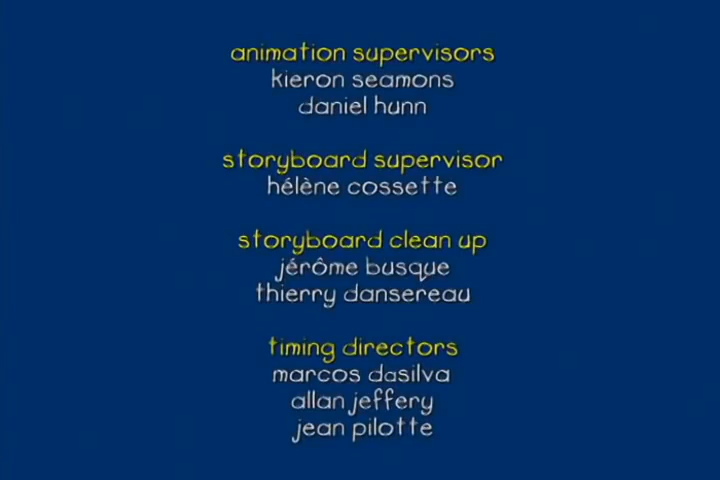 animation supervisors
kieron seamons
daniel hunn
storyboard supervisor
hélène cossette
storyboard clean up
jérôme busque
thierry dansereau
timing directors
marcos dasilva
allan jeffery
jean pilotte